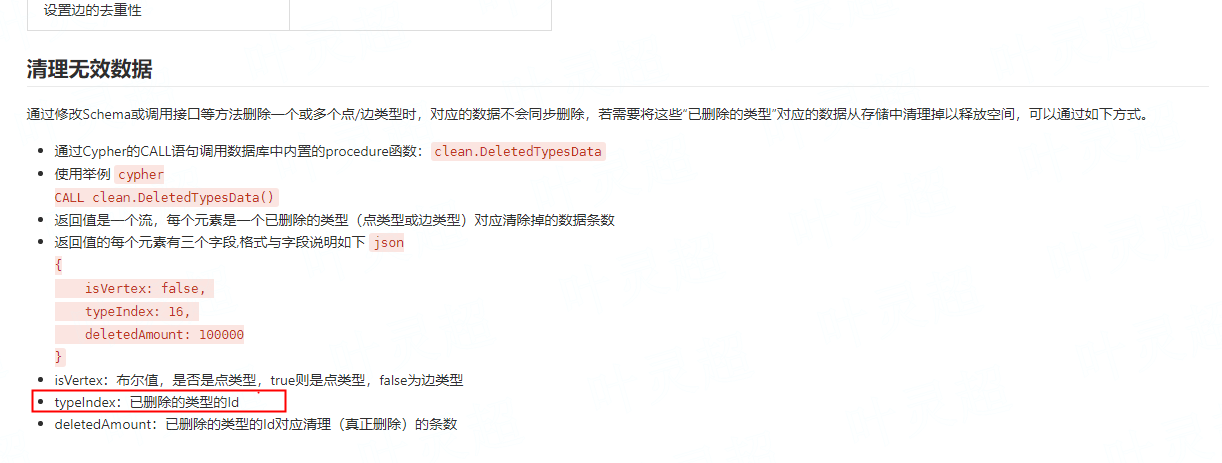 设置边的去重性
清理无效数据
通过修改Schema或调用接口等方法删除一个或多个点/边类型时，对应的数据不会同步删除，若需要将这些“已删除的类型”对应的数据从存储中清理掉以释放空间，可以通过如下方式。
通过Cypher的CALL语句调用数据库中内置的procedure函数：clean.DeletedTypesData
使用举例 cypher
CALL clean.DeletedTypesData()
返回值是一个流，每个元素是一个已删除的类型（点类型或边类型）对应清除掉的数据条数
返回值的每个元素有三个字段,格式与字段说明如下 json
{
isVertex: false,
typeIndex: 16,
deletedAmount: 100000
}
isVertex：布尔值，是否是点类型，true则是点类型，false为边类型
typeIndex：已删除的类型的Id
deletedAmount：已删除的类型的Id对应清理（真正删除）的条数